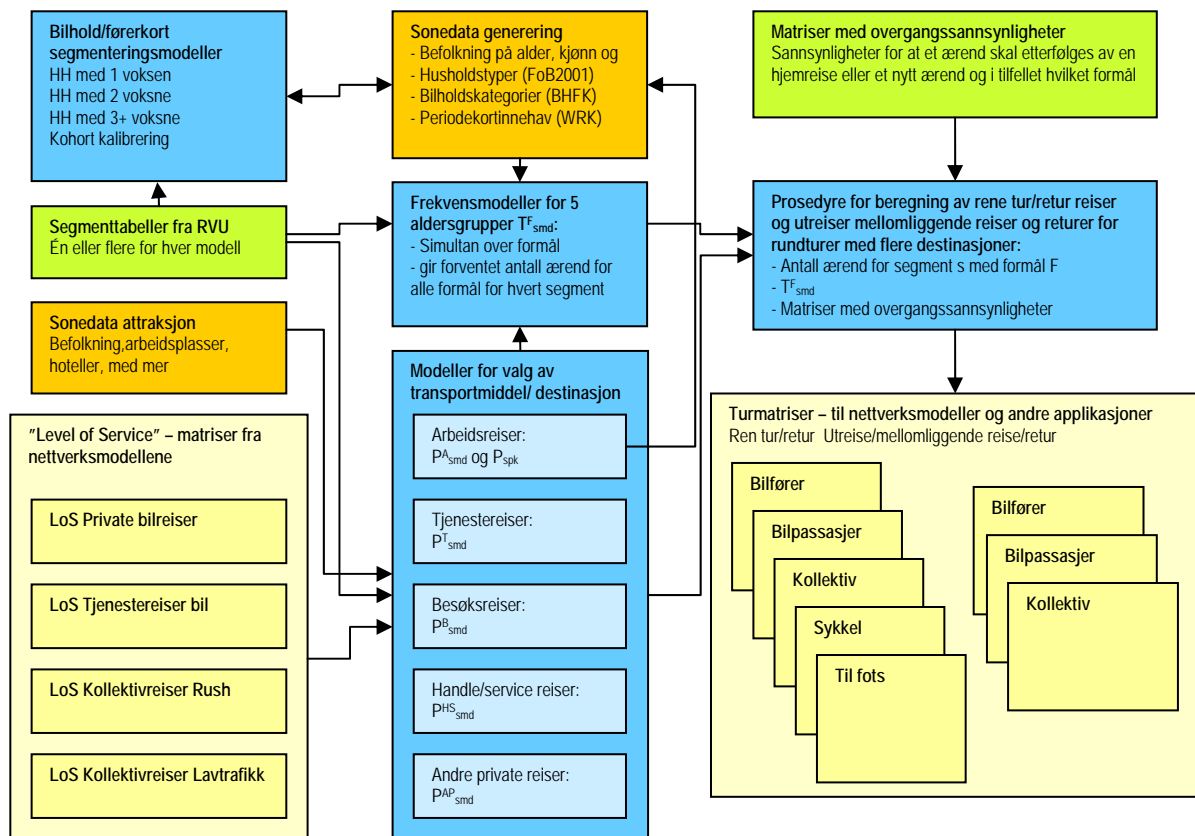 Bilhold/førerkort
segmenteringsmodeller
HH med 1 voksen
HH med 2 voksne
HH med 3+ voksne
Kohort kalibrering
Sonedata generering
- Befolkning på alder, kjønn og
- Husholdstyper (FoB2001)
- Bilholdskategorier (BHFK)
- Periodekortinnehav (WRK)
Matriser med overgangssannsynligheter
Sannsynligheter for at et ærend skal etterfølges av en
hjemreise eller et nytt ærend og i tilfellet hvilket formål
Segmenttabeller fra RVU
Én eller flere for hver modell
Frekvensmodeller for 5
aldersgrupper T^F_smd:
- Simultan over formål
- gir forventet antall ærend for
alle formål for hvert segment
Prosedyre for beregning av rene tur/retur reiser
og utreiser mellomliggende reiser og returer for
rundturer med flere destinasjoner:
- Antall ærend for segment s med formål F
- T^F_smd
- Matriser med overgangssannsynligheter
Sonedata attraksjon
Befolkning,arbeidsplasser,
hoteller, med mer
"Level of Service" – matriser fra
nettverksmodellene
LoS Private bilreiser
LoS Tjenestereiser bil
LoS Kollektivreiser Rush
LoS Kollektivreiser Lavtrafikk
Modeller for valg av
transportmiddel/ destinasjon
Arbeidsreiser:
P^A_smd og P_spk
Tjenestereiser:
P^T_smd
Besøksreiser:
P^B_smd
Handle/service reiser:
P^HS_smd
Andre private reiser:
P^AP_smd
Turmatriser – til nettverksmodeller og andre applikasjoner
Ren tur/retur Utreise/mellomliggende reise/retur
Bilfører
Bilpassasjer
Kollektiv
Sykkel
Til fots
Bilfører
Bilpassasjer
Kollektiv